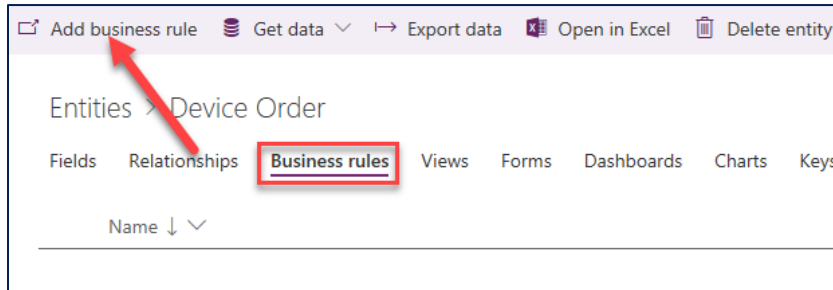 Add business rule Get data Export data Open in Excel Delete entity
Entities > Device Order
Fields Relationships Business rules Views Forms Dashboards Charts Keys
Name